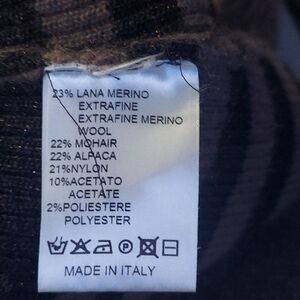 23% LANA MERINO
EXTRAFINE
EXTRAFINE MERINO
WOOL
22% MOHAIR
22% ALPACA
21%NYLON
10%ACETATO
ACETATE
2%POLIESTERE
POLYESTER
P
MADE IN ITALY